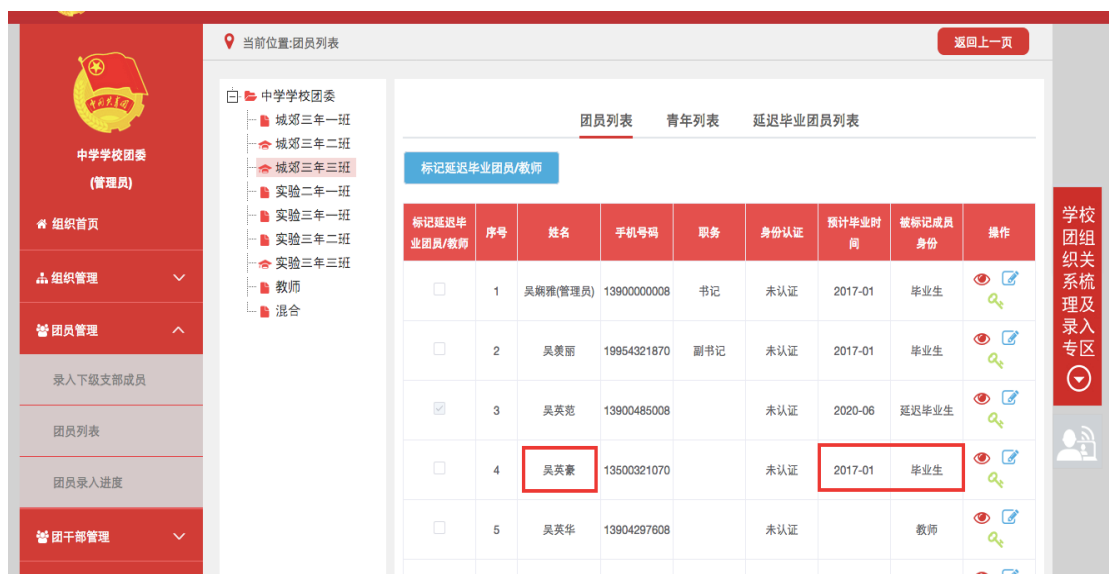 当前位置:团员列表
返回上一页
中国共青团
中学学校团委
(管理员)
组织首页
组织管理
团员管理
录入下级支部成员
团员列表
团员录入进度
团干部管理
中学学校团委
城郊三年一班
城郊三年二班
城郊三年三班
实验二年一班
实验三年一班
实验三年二班
实验三年三班
教师
混合
团员列表 青年列表 延迟毕业团员列表
标记延迟毕业团员/教师
标记延迟毕
业团员/教师
序号
姓名
手机号码
职务
身份认证
预计毕业时
间
被标记成员
身份
操作
1 吴娴雅(管理员) 13900000008 书记 未认证 2017-01 毕业生
2 吴羡丽 19954321870 副书记 未认证 2017-01 毕业生
3 吴英范 13900485008 未认证 2020-06 延迟毕业生
4 吴英豪 13500321070 未认证 2017-01 毕业生
5 吴英华 13904297608 未认证 教师
学校
团组
织关
系梳
理及
录入
专区